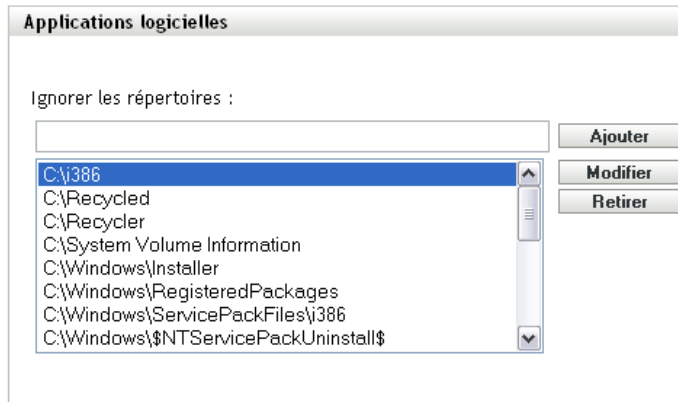 Applications logicielles
Ignorer les répertoires :
Ajouter
C:\i386
Modifier
C:\Recycled
Retirer
C:\Recycler
C:\System Volume Information
C:\Windows\Installer
C:\Windows\RegisteredPackages
C:\Windows\ServicePackFiles\i386
C:\Windows\$NTServicePackUninstall$